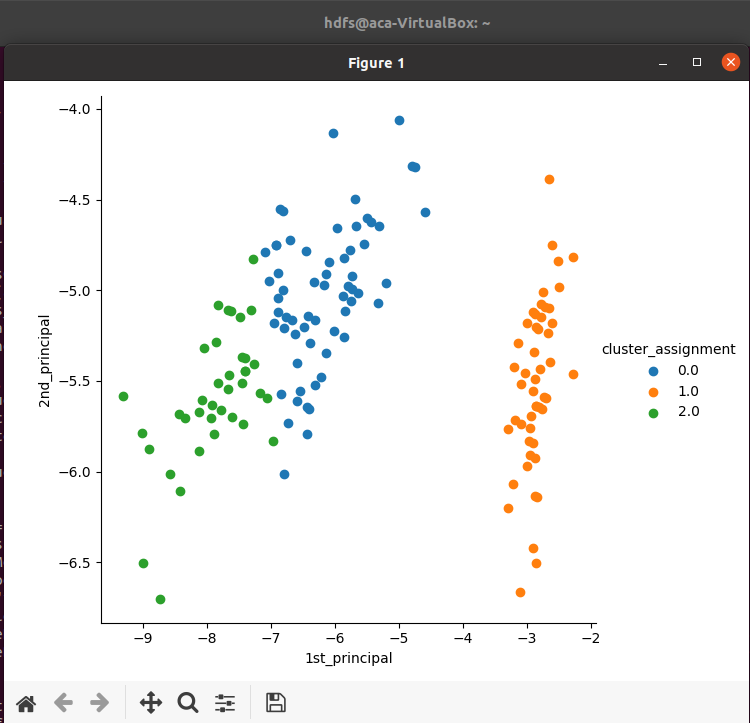 hdfs@aca-VirtualBox: ~
Figure 1
−4.0
−4.5
−5.0
−5.5
−6.0
−6.5
2nd_principal
−9 −8 −7 −6 −5 −4 −3 −2
1st_principal
cluster_assignment
0.0
1.0
2.0